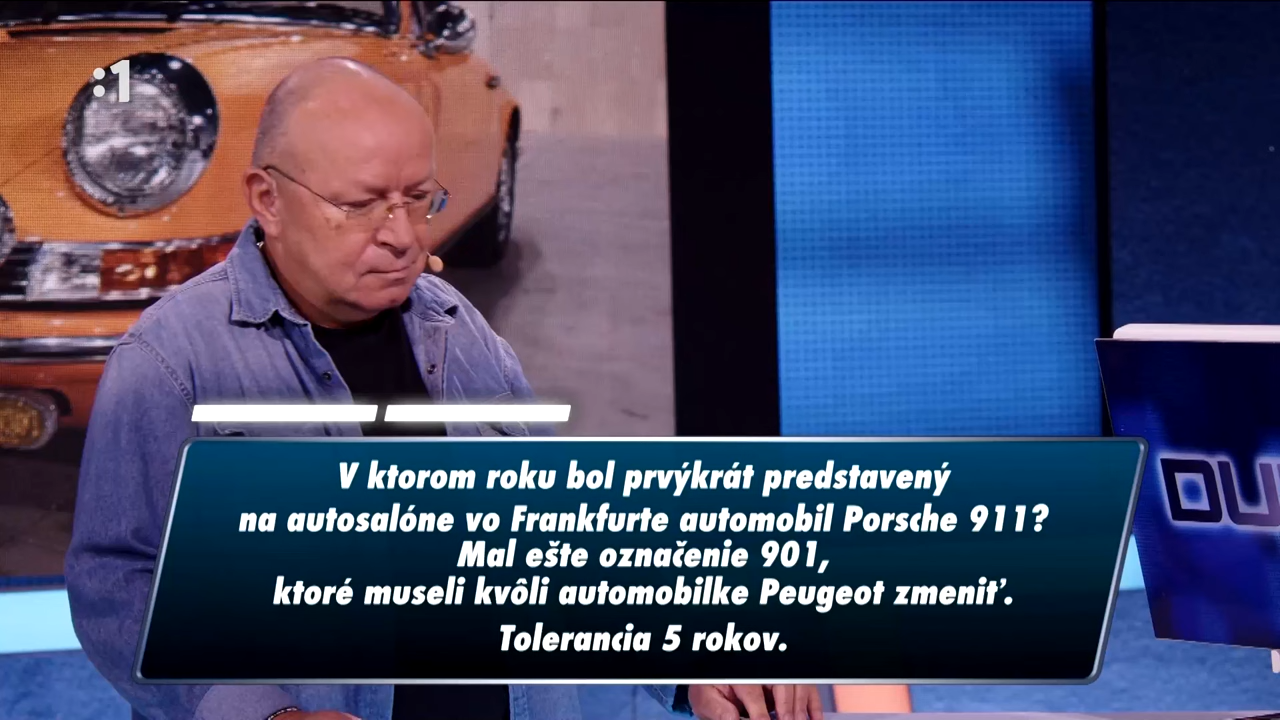 :1
V ktorom roku bol prvýkrát predstavený
na autosalóne vo Frankfurte automobil Porsche 911?
Mal ešte označenie 901,
ktoré museli kvôli automobilke Peugeot zmeniť.
Tolerancia 5 rokov.
DU